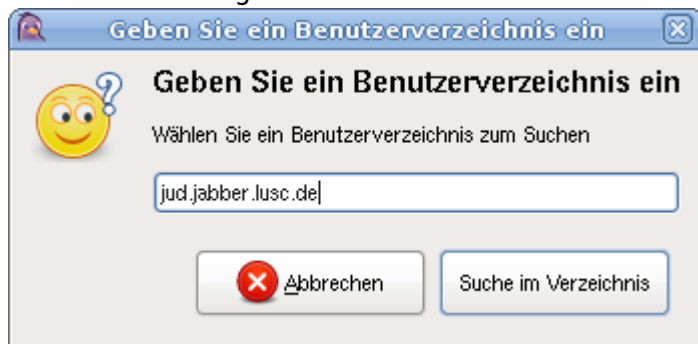 Geben Sie ein Benutzerverzeichnis ein
Geben Sie ein Benutzerverzeichnis ein
Wählen Sie ein Benutzerverzeichnis zum Suchen
jud.jabber.lusc.de
Abbrechen
Suche im Verzeichnis